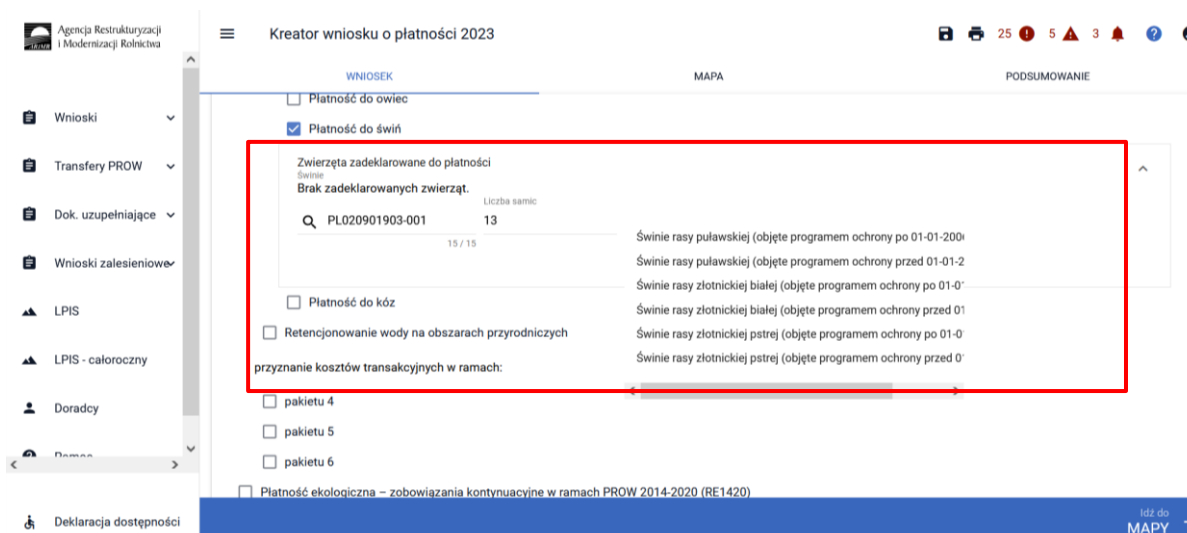 Agencja Restrukturyzacji
i Modernizacji Rolnictwa
ARiMR
Kreator wniosku o płatności 2023
25 5 3
WNIOSEK MAPA PODSUMOWANIE
Wnioski
Transfery PROW
Dok. uzupełniające
Wnioski zalesieniowe
LPIS
LPIS - całoroczny
Doradcy
Pomoc
Deklaracja dostępności
Płatność do owiec
Płatność do świń
Zwierzęta zadeklarowane do płatności
Świnie
Brak zadeklarowanych zwierząt.
Liczba samic
PL020901903-001 13
15 / 15
Świnie rasy puławskiej (objęte programem ochrony po 01-01-200
Świnie rasy puławskiej (objęte programem ochrony przed 01-01-2
Świnie rasy złotnickiej białej (objęte programem ochrony po 01-0
Świnie rasy złotnickiej białej (objęte programem ochrony przed 01
Świnie rasy złotnickiej pstrej (objęte programem ochrony po 01-0
Świnie rasy złotnickiej pstrej (objęte programem ochrony przed 0
Płatność do kóz
Retencjonowanie wody na obszarach przyrodniczych
przyznanie kosztów transakcyjnych w ramach:
pakietu 4
pakietu 5
pakietu 6
Płatność ekologiczna – zobowiązania kontynuacyjne w ramach PROW 2014-2020 (RE1420)
Idź do
MAPY